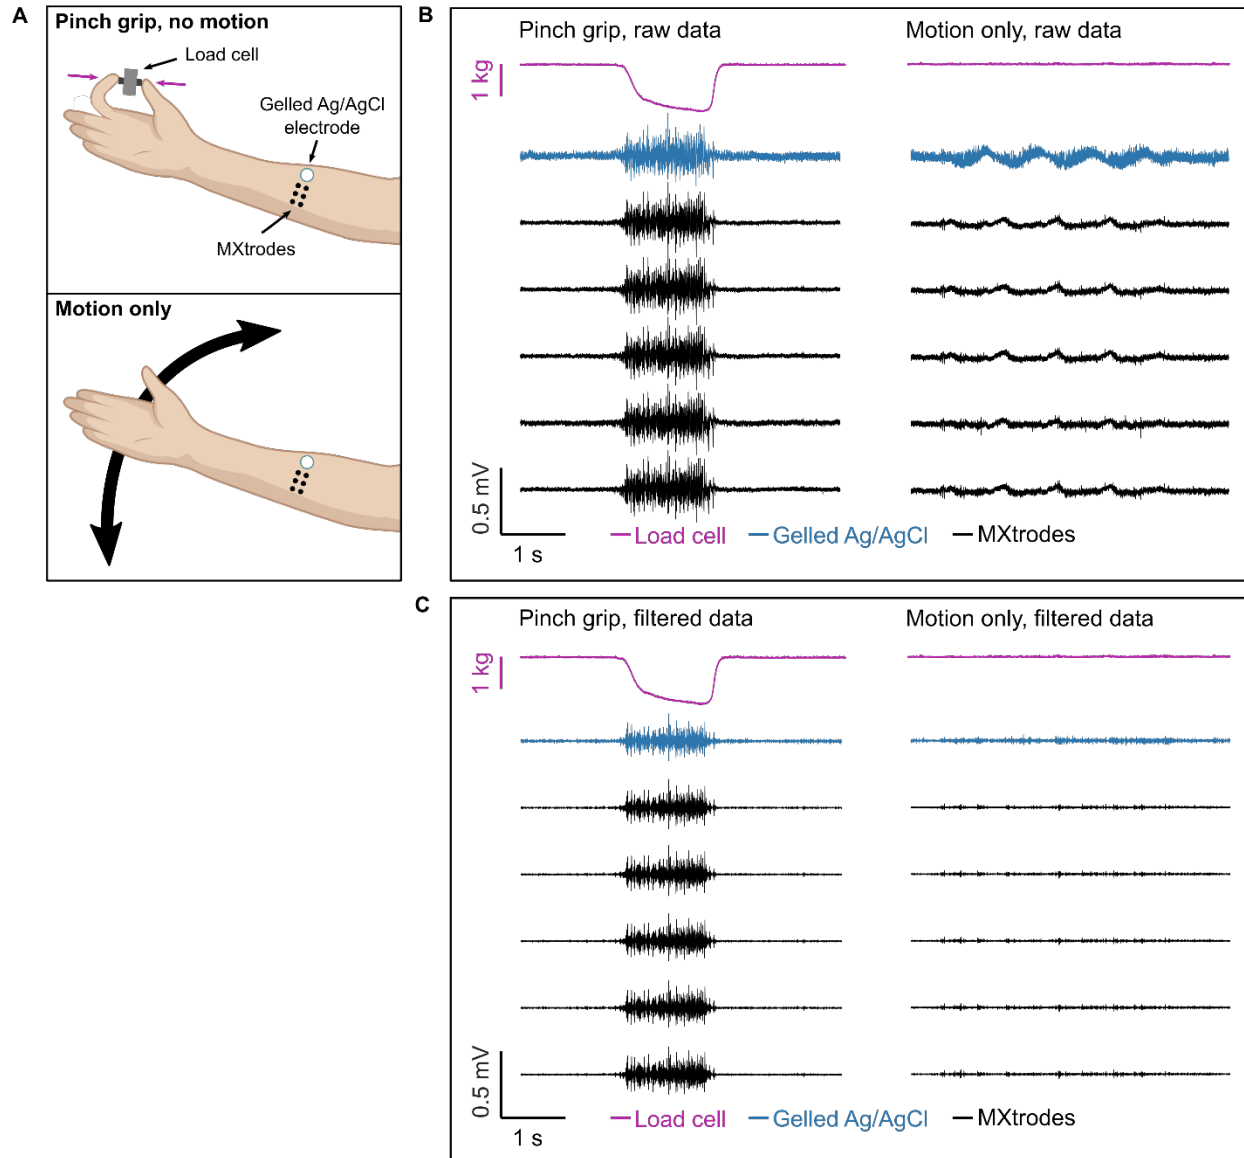 A
Pinch grip, no motion
Load cell
Gelled Ag/AgCl
electrode
MXtrodes
Motion only
B
Pinch grip, raw data
Motion only, raw data
1 kg
0.5 mV
1 s
Load cell
Gelled Ag/AgCl
MXtrodes
C
Pinch grip, filtered data
Motion only, filtered data
1 kg
0.5 mV
1 s
Load cell
Gelled Ag/AgCl
MXtrodes